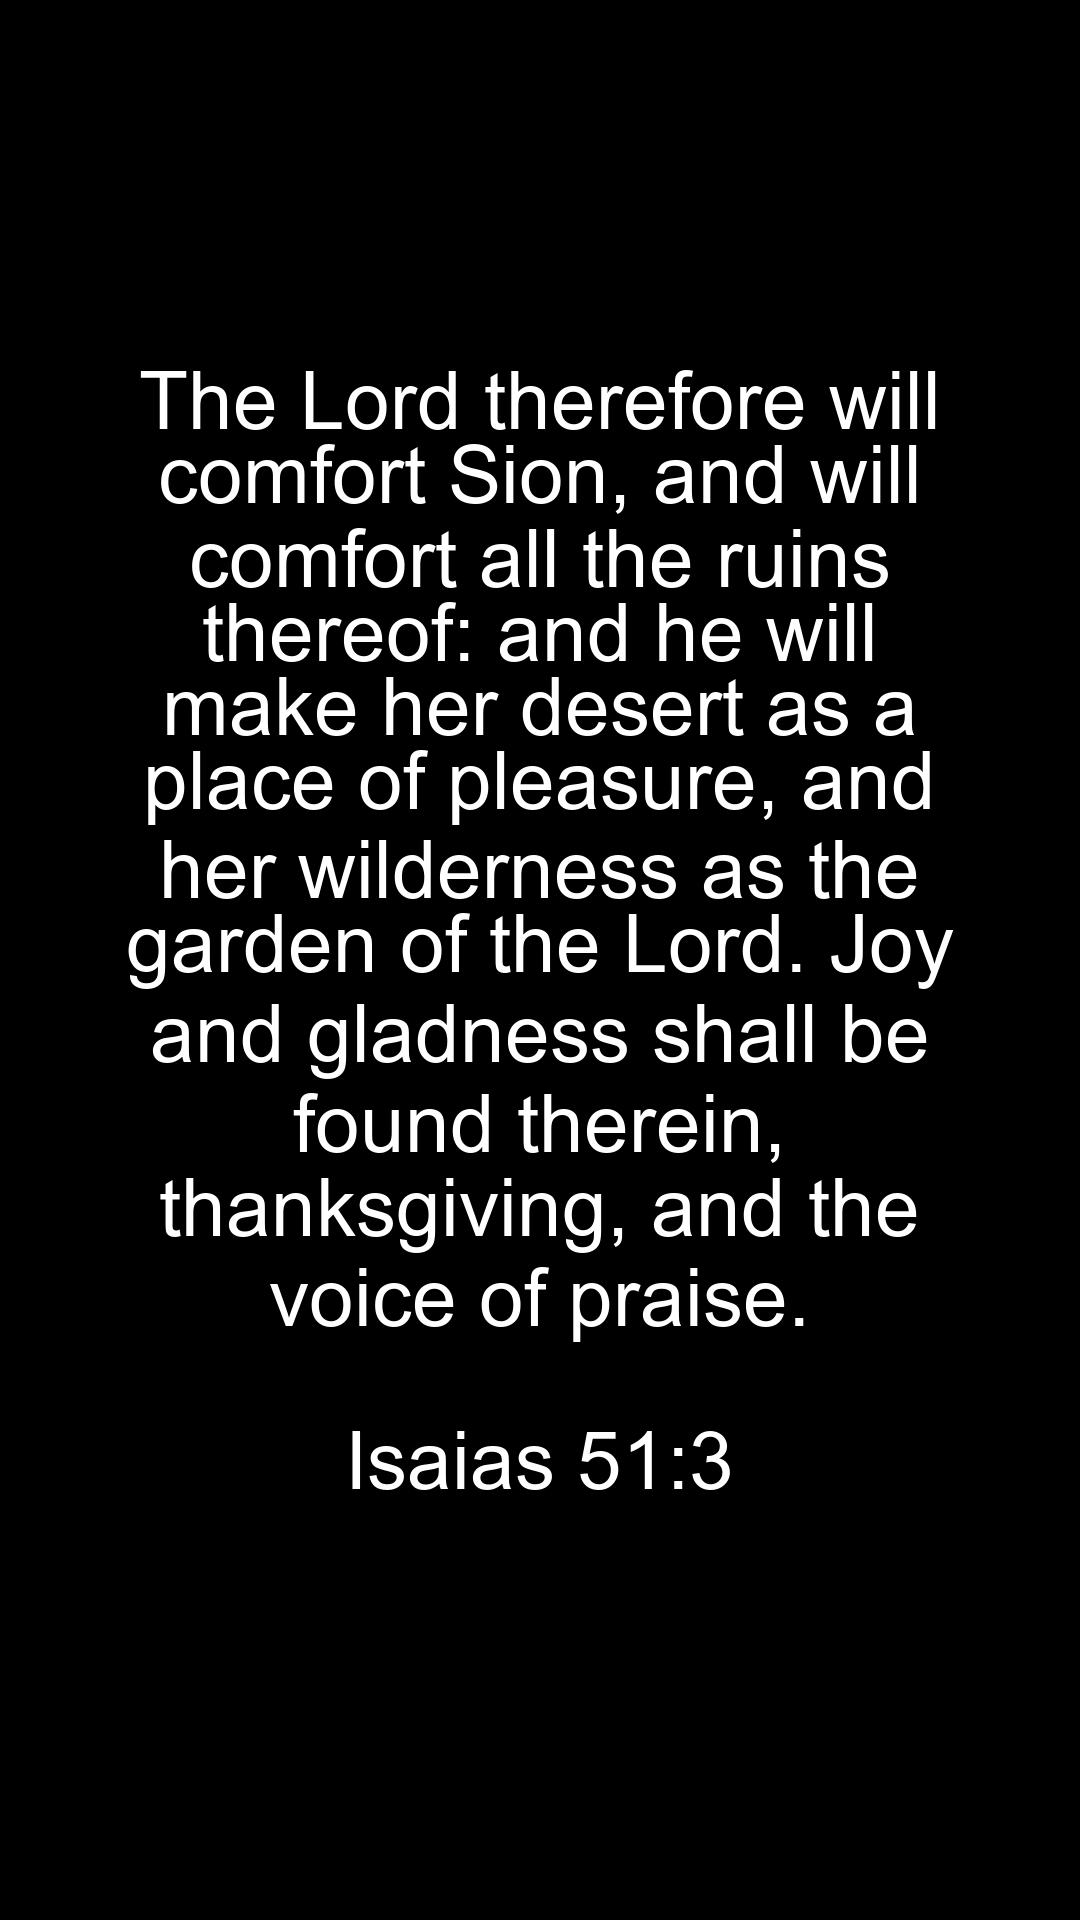 The Lord therefore will
comfort Sion, and will
comfort all the ruins
thereof: and he will
make her desert as a
place of pleasure, and
her wilderness as the
garden of the Lord. Joy
and gladness shall be
found therein,
thanksgiving, and the
voice of praise.
Isaias 51:3